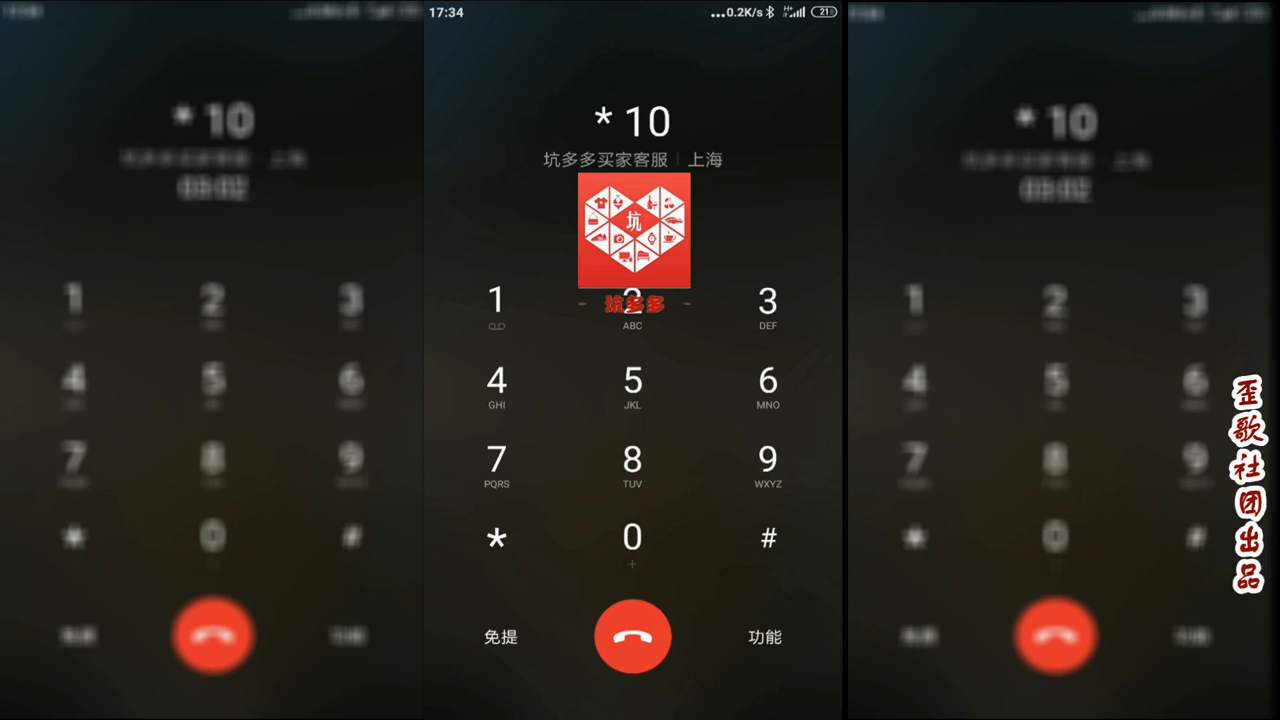 17:34
...0.2K/s
H+
21
* 10
坑多多买家客服 | 上海
坑
- 坑多多 -
1
2
ABC
3
DEF
4
GHI
5
JKL
6
MNO
7
PQRS
8
TUV
9
WXYZ
*
0
+
#
免提
功能
歪歌社团出品